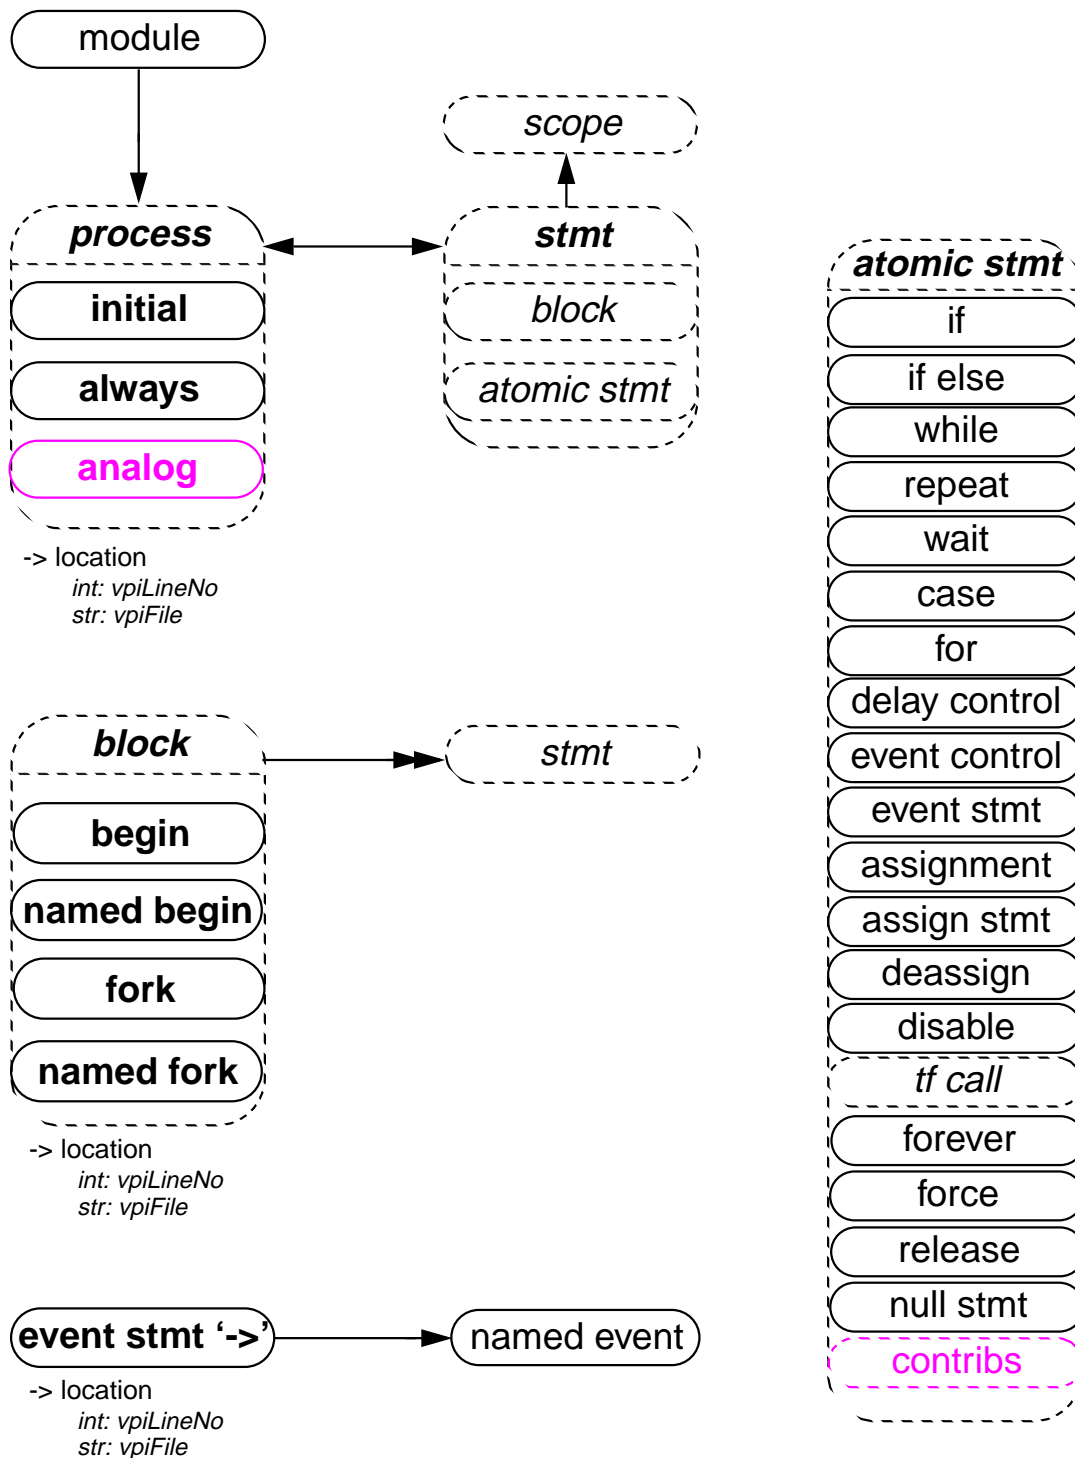 module
scope
process
stmt
initial
block
always
atomic stmt
analog
-> location
int: vpiLineNo
str: vpiFile
block
stmt
begin
named begin
fork
named fork
-> location
int: vpiLineNo
str: vpiFile
event stmt ‘->’
named event
-> location
int: vpiLineNo
str: vpiFile
atomic stmt
if
if else
while
repeat
wait
case
for
delay control
event control
event stmt
assignment
assign stmt
deassign
disable
tf call
forever
force
release
null stmt
contribs